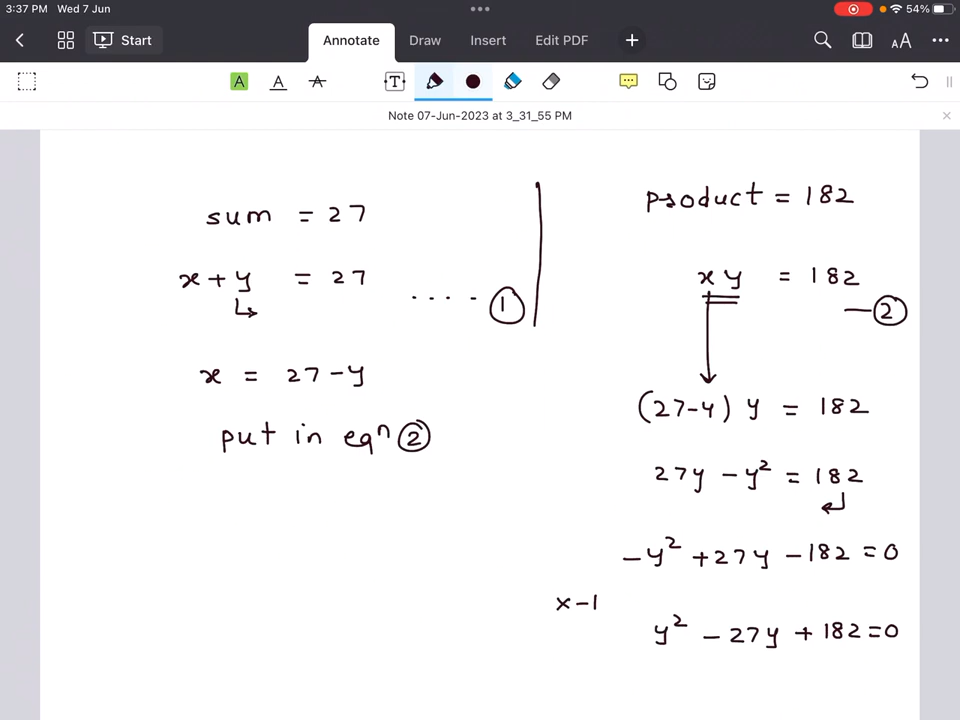 3:37 PM Wed 7 Jun
54%
Start
Annotate
Draw
Insert
Edit PDF
Note 07-Jun-2023 at 3_31_55 PM
sum = 27
x + y = 27
.... 1
x = 27 - y
put in eqⁿ 2
product = 182
xy = 182
— 2
(27-y) y = 182
27y - y² = 182
- y² + 27y - 182 = 0
x - 1
y² - 27y + 182 = 0